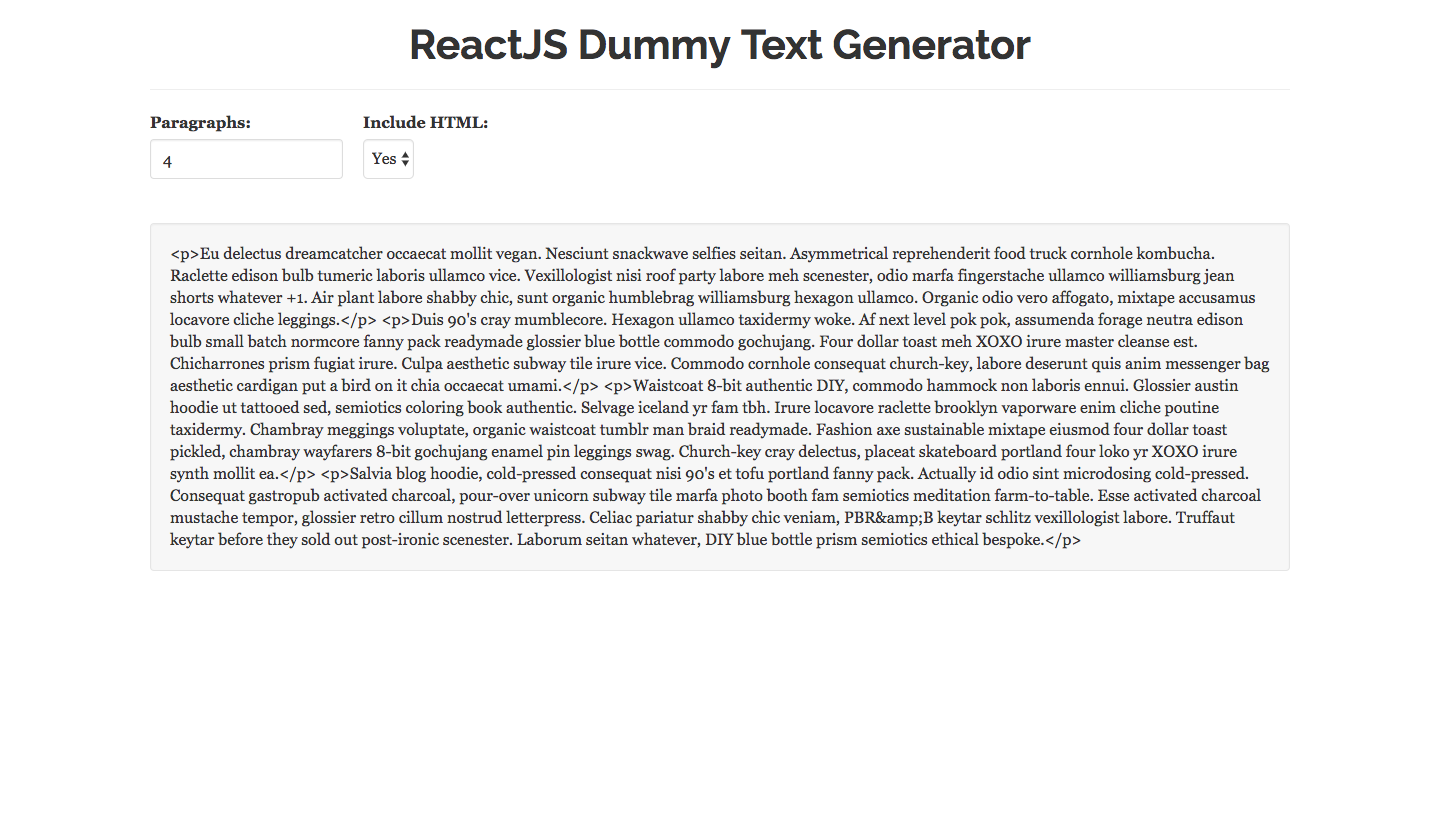 ReactJS Dummy Text Generator
Paragraphs:
Include HTML:
4
Yes
<p>Eu delectus dreamcatcher occaecat mollit vegan. Nesciunt snackwave selfies seitan. Asymmetrical reprehenderit food truck cornhole kombucha.
Raclette edison bulb tumeric laboris ullamco vice. Vexillologist nisi roof party labore meh scenester, odio marfa fingerstache ullamco williamsburg jean
shorts whatever +1. Air plant labore shabby chic, sunt organic humblebrag williamsburg hexagon ullamco. Organic odio vero affogato, mixtape accusamus
locavore cliche leggings.</p> <p>Duis 90's cray mumblecore. Hexagon ullamco taxidermy woke. Af next level pok pok, assumenda forage neutra edison
bulb small batch normcore fanny pack readymade glossier blue bottle commodo gochujang. Four dollar toast meh XOXO irure master cleanse est.
Chicharrones prism fugiat irure. Culpa aesthetic subway tile irure vice. Commodo cornhole consequat church-key, labore deserunt quis anim messenger bag
aesthetic cardigan put a bird on it chia occaecat umami.</p> <p>Waistcoat 8-bit authentic DIY, commodo hammock non laboris ennui. Glossier austin
hoodie ut tattooed sed, semiotics coloring book authentic. Selvage iceland yr fam tbh. Irure locavore raclette brooklyn vaporware enim cliche poutine
taxidermy. Chambray meggings voluptate, organic waistcoat tumblr man braid readymade. Fashion axe sustainable mixtape eiusmod four dollar toast
pickled, chambray wayfarers 8-bit gochujang enamel pin leggings swag. Church-key cray delectus, placeat skateboard portland four loko yr XOXO irure
synth mollit ea.</p> <p>Salvia blog hoodie, cold-pressed consequat nisi 90's et tofu portland fanny pack. Actually id odio sint microdosing cold-pressed.
Consequat gastropub activated charcoal, pour-over unicorn subway tile marfa photo booth fam semiotics meditation farm-to-table. Esse activated charcoal
mustache tempor, glossier retro cillum nostrud letterpress. Celiac pariatur shabby chic veniam, PBR&amp;B keytar schlitz vexillologist labore. Truffaut
keytar before they sold out post-ironic scenester. Laborum seitan whatever, DIY blue bottle prism semiotics ethical bespoke.</p>